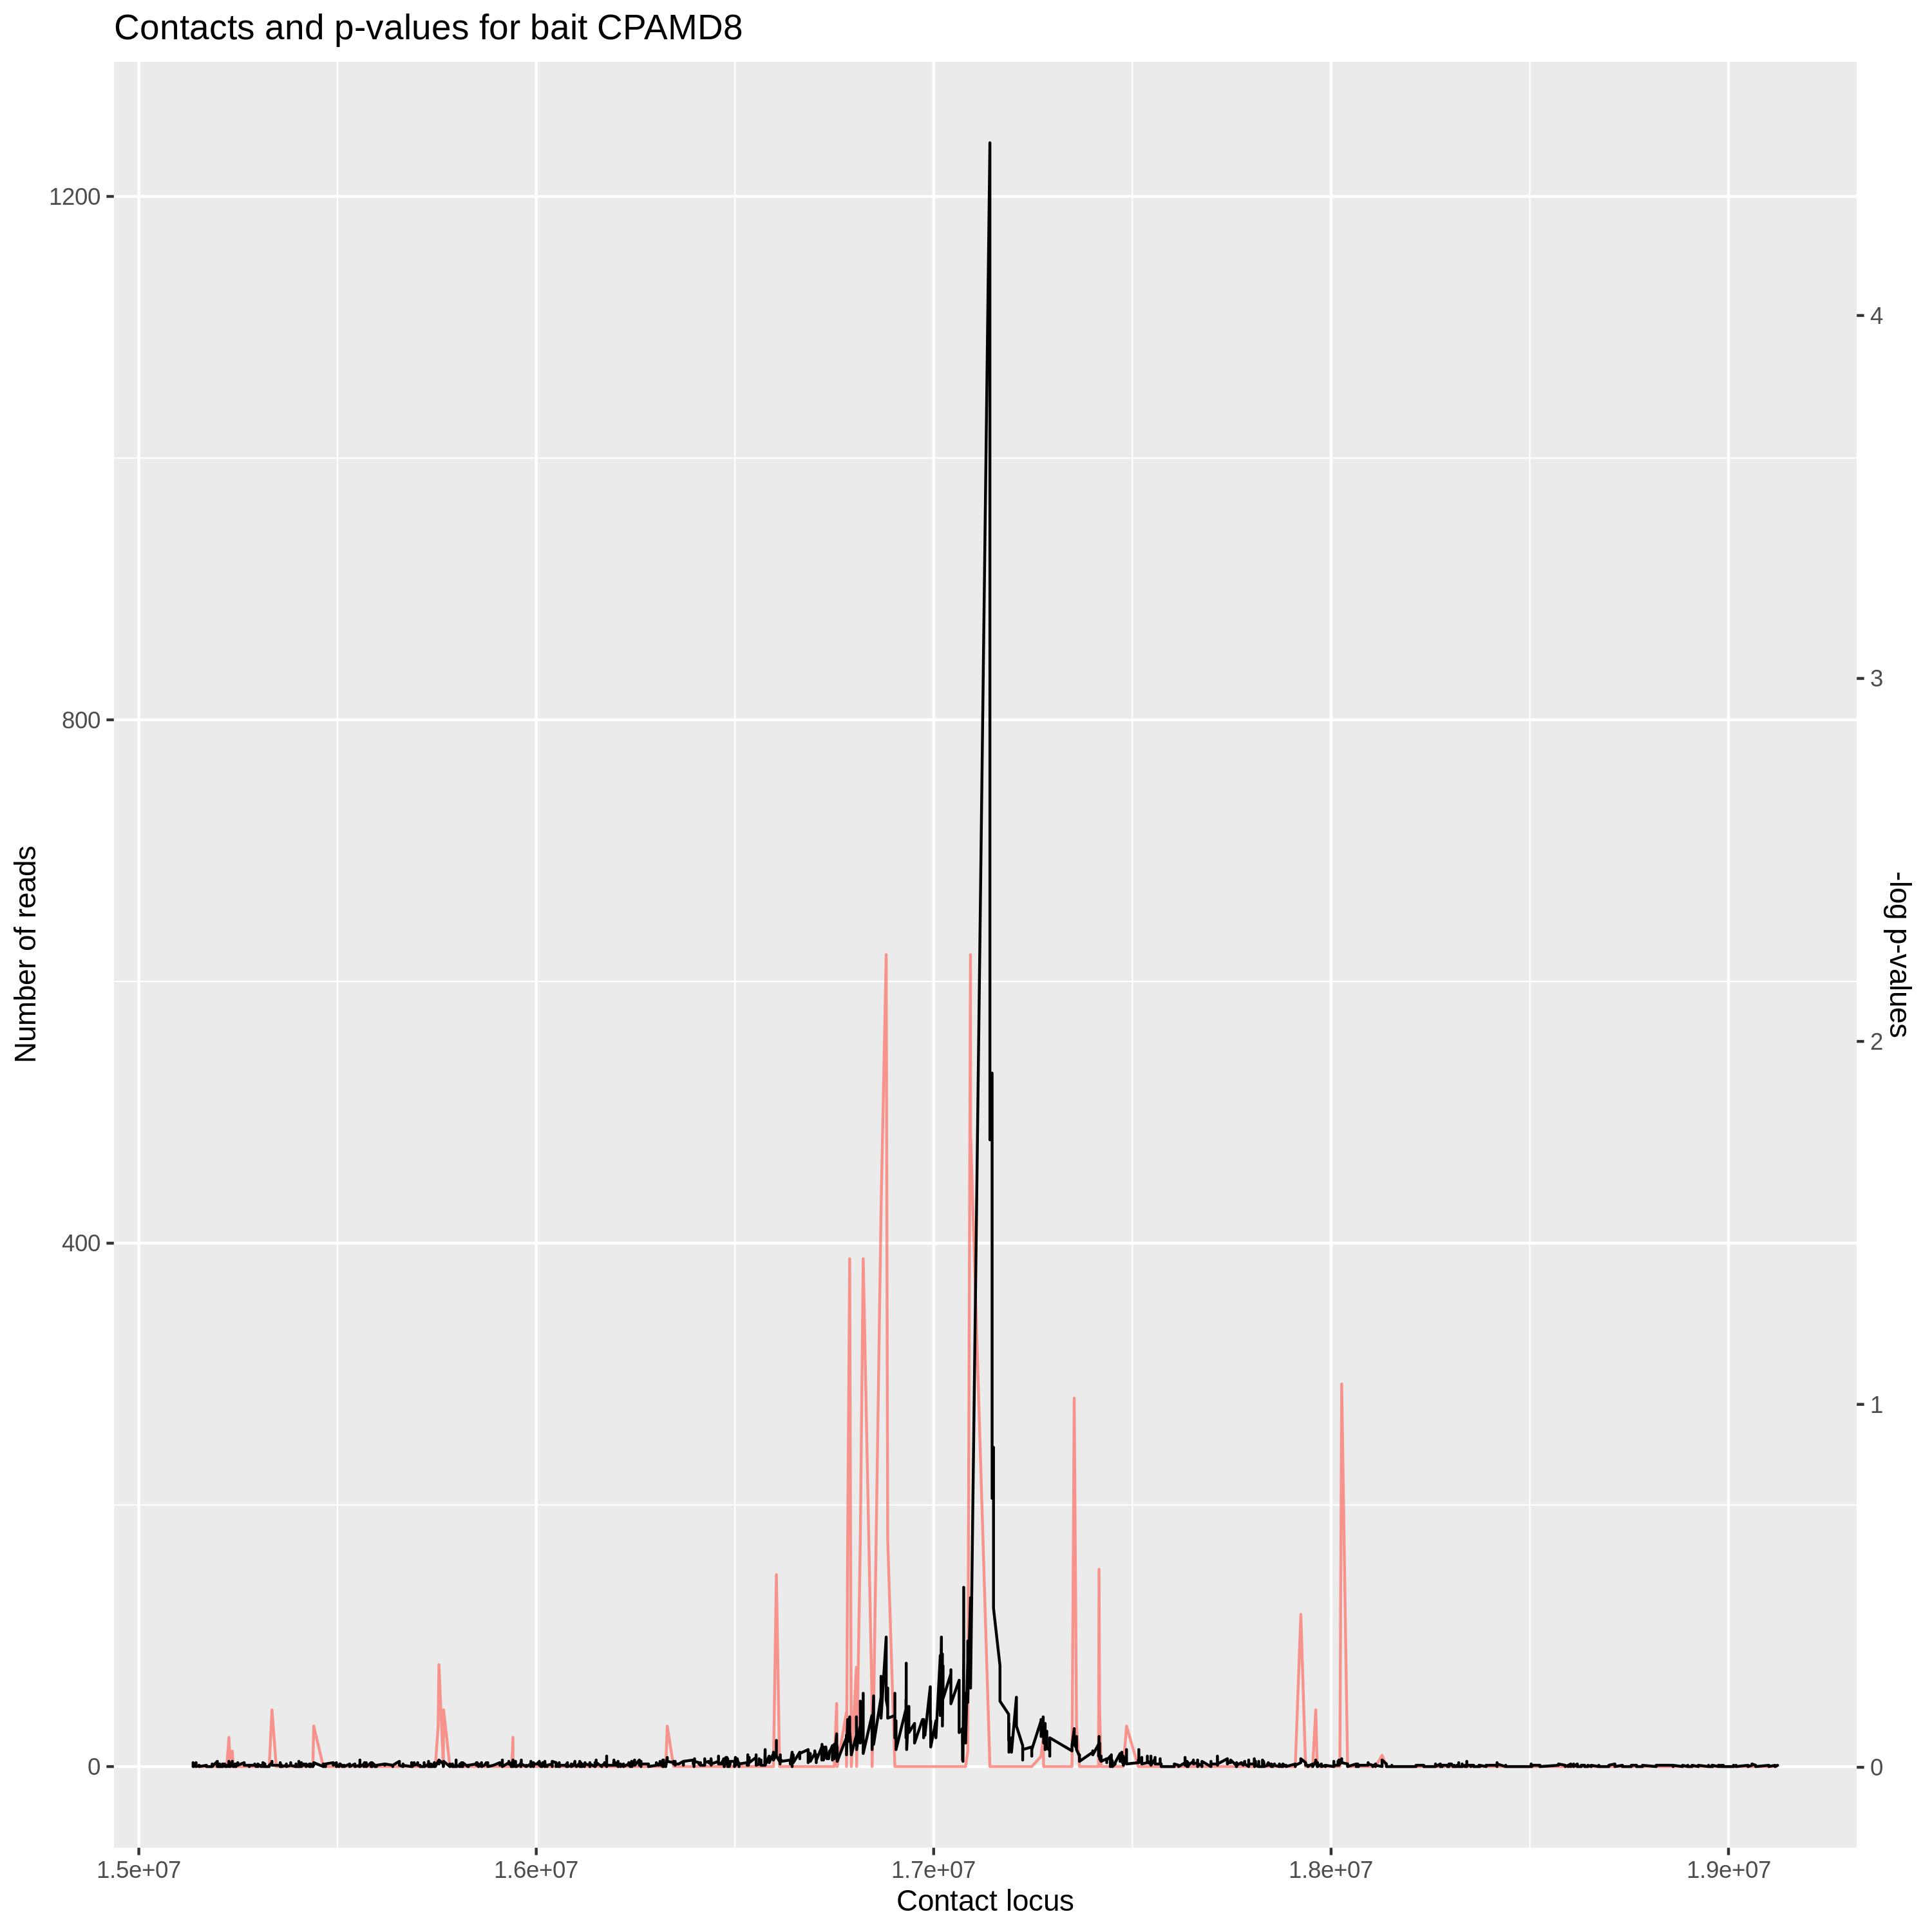 Contacts and p-values for bait CPAMD8
1200
800
400
0
Number of reads
4
3
2
1
0
-log p-values
1.5e+07
1.6e+07
1.7e+07
1.8e+07
1.9e+07
Contact locus